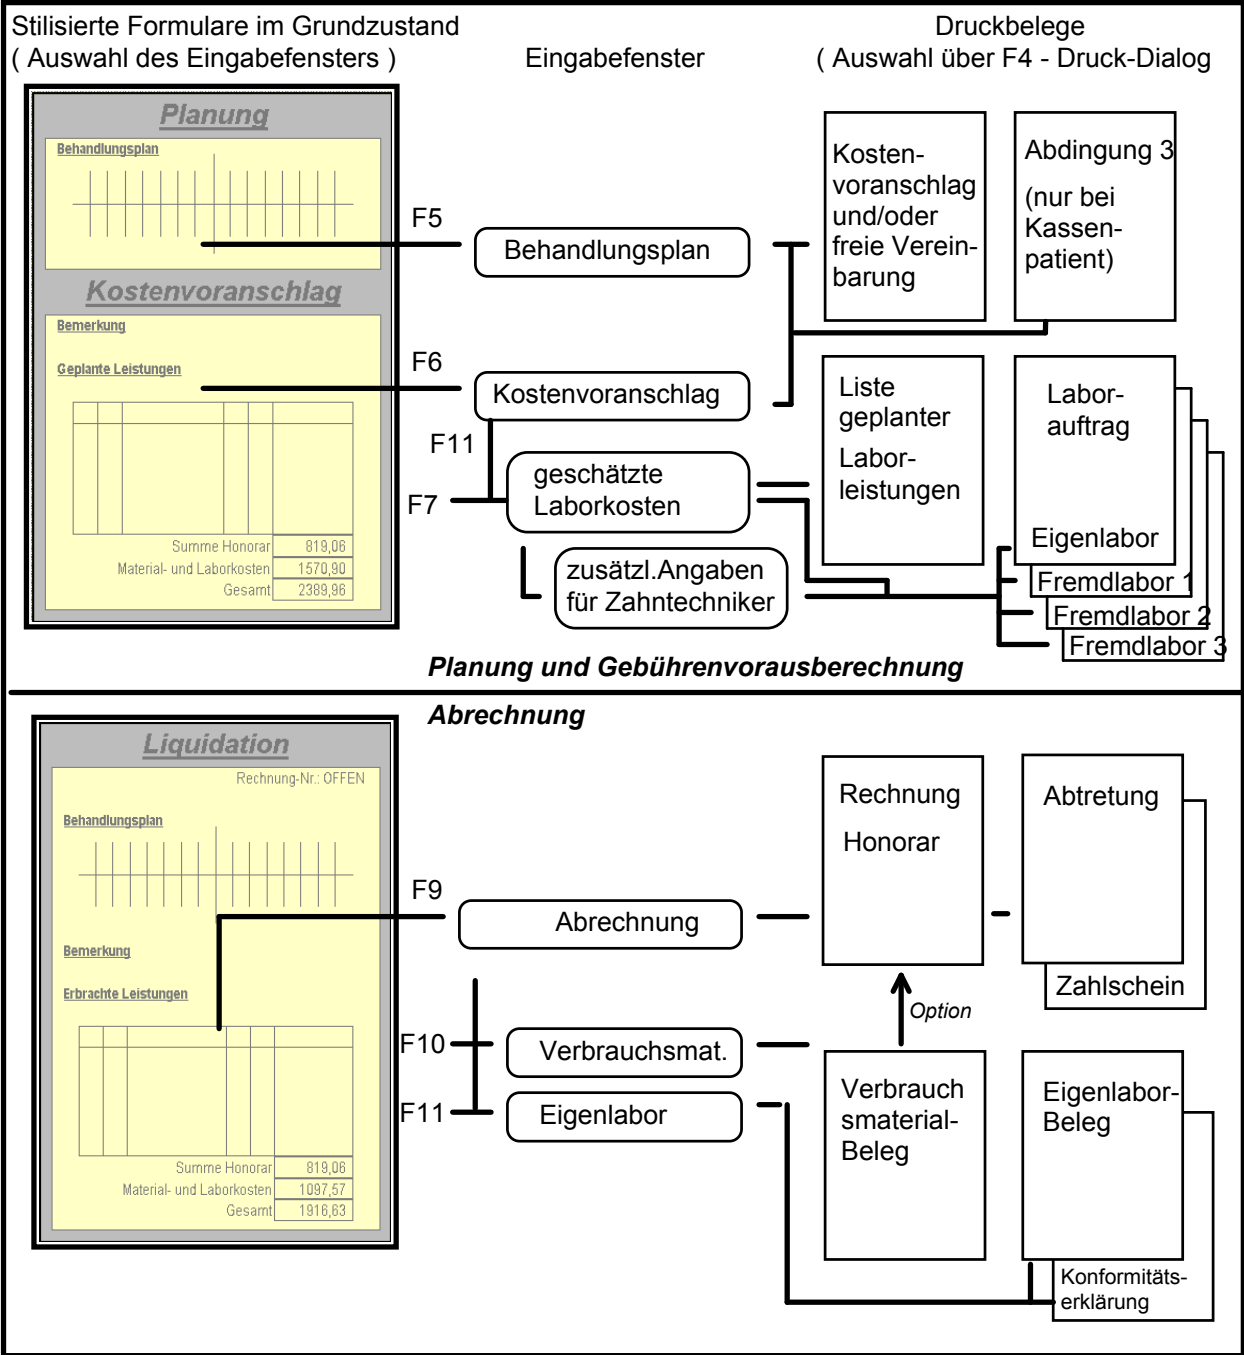 Stilisierte Formulare im Grundzustand
( Auswahl des Eingabefensters )
Eingabefenster
Druckbelege
( Auswahl über F4 - Druck-Dialog
Planung
Behandlungsplan
F5
Behandlungsplan
Kosten-
voranschlag
und/oder
freie Verein-
barung
Abdingung 3
(nur bei
Kassen-
patient)
Kostenvoranschlag
Bemerkung
Geplante Leistungen
F6
Kostenvoranschlag
F11
F7
geschätzte
Laborkosten
zusätzl.Angaben
für Zahntechniker
Liste
geplanter
Labor-
leistungen
Labor-
auftrag
Eigenlabor
Fremdlabor 1
Fremdlabor 2
Fremdlabor 3
Summe Honorar 819,06
Material- und Laborkosten 1570,90
Gesamt 2389,96
Planung und Gebührenvorausberechnung
Abrechnung
Liquidation
Rechnung-Nr.: OFFEN
Behandlungsplan
Bemerkung
Erbrachte Leistungen
F9
Abrechnung
Rechnung
Honorar
Abtretung
Zahlschein
Option
F10
Verbrauchsmat.
F11
Eigenlabor
Verbrauch
smaterial-
Beleg
Eigenlabor-
Beleg
Konformitäts-
erklärung
Summe Honorar 819,06
Material- und Laborkosten 1097,57
Gesamt 1916,63